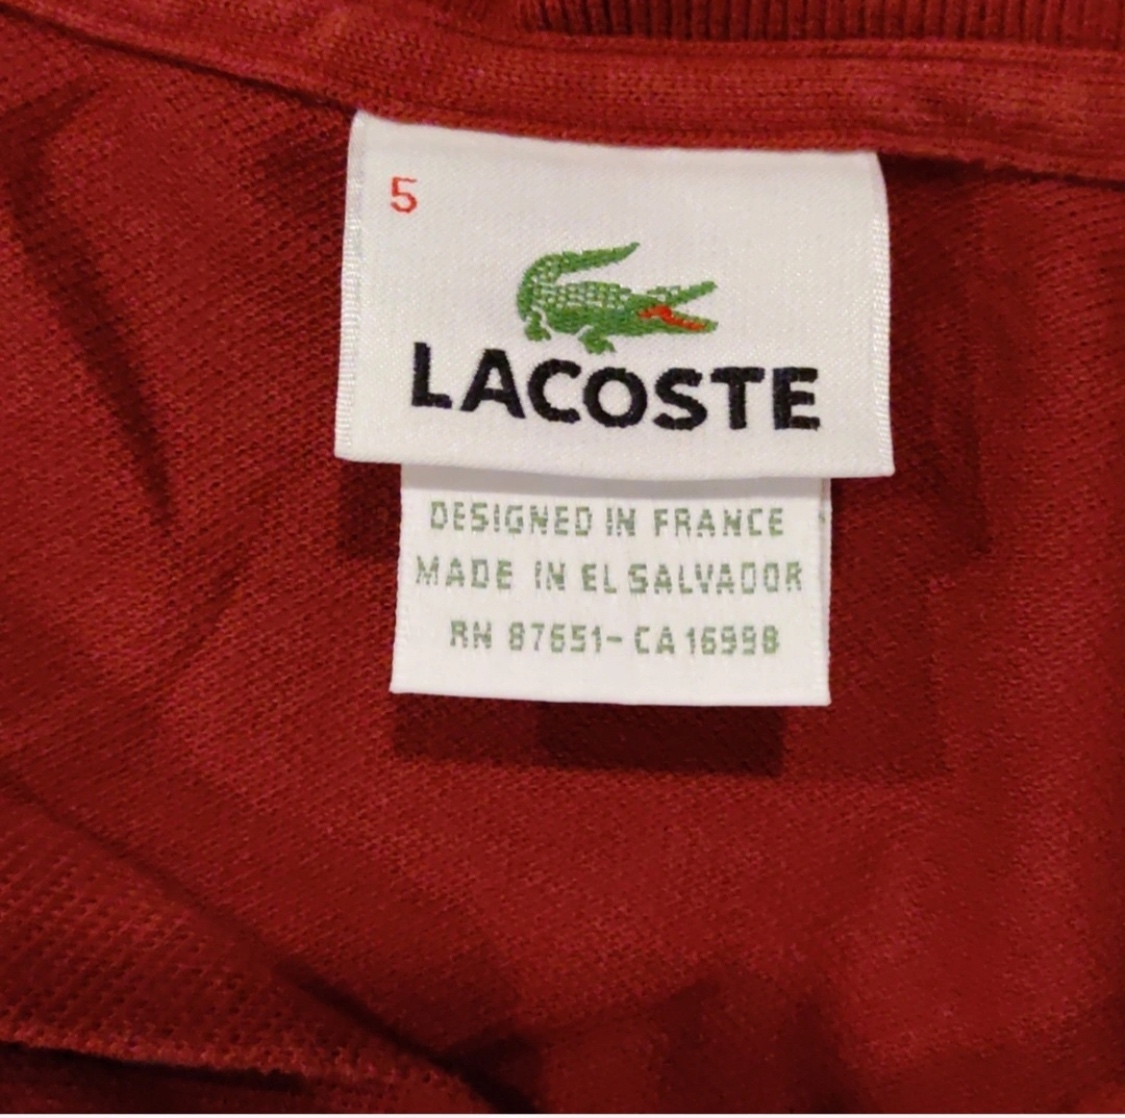 5
LACOSTE
DESIGNED IN FRANCE
MADE IN EL SALVADOR
RN 87651- CA 16998